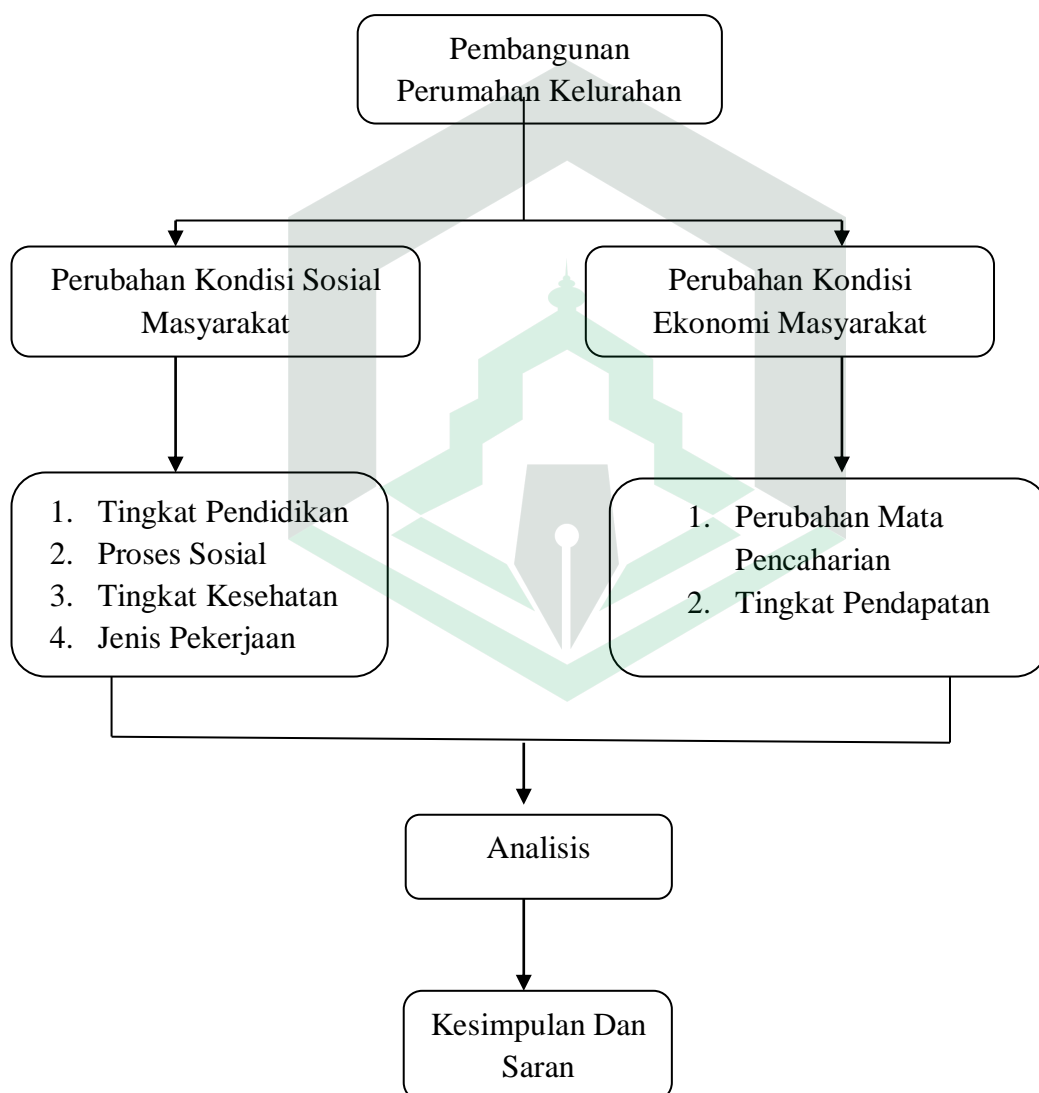 Pembangunan
Perumahan Kelurahan
Perubahan Kondisi Sosial
Masyarakat
Perubahan Kondisi
Ekonomi Masyarakat
1. Tingkat Pendidikan
2. Proses Sosial
3. Tingkat Kesehatan
4. Jenis Pekerjaan
1. Perubahan Mata
Pencaharian
2. Tingkat Pendapatan
Analisis
Kesimpulan Dan
Saran